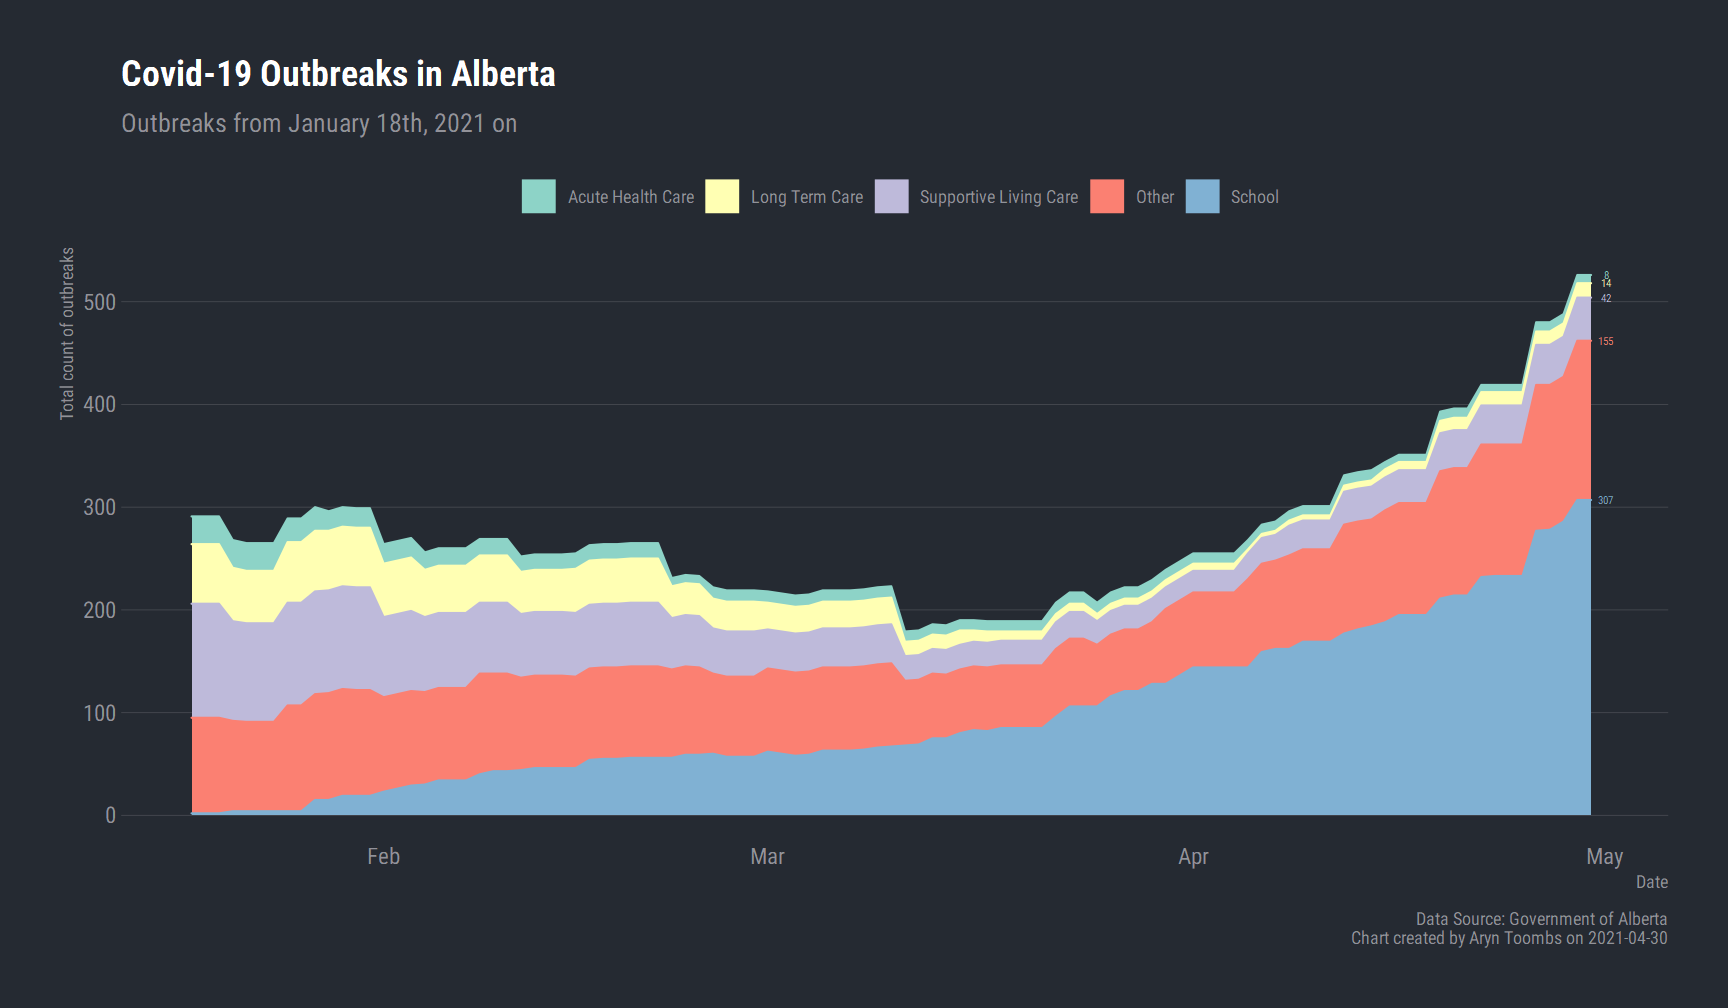 Covid-19 Outbreaks in Alberta
Outbreaks from January 18th, 2021 on
Acute Health Care Long Term Care Supportive Living Care Other School
Total count of outbreaks
500
400
300
200
100
0
8
14
42
155
307
Feb Mar Apr May
Date
Data Source: Government of Alberta
Chart created by Aryn Toombs on 2021-04-30